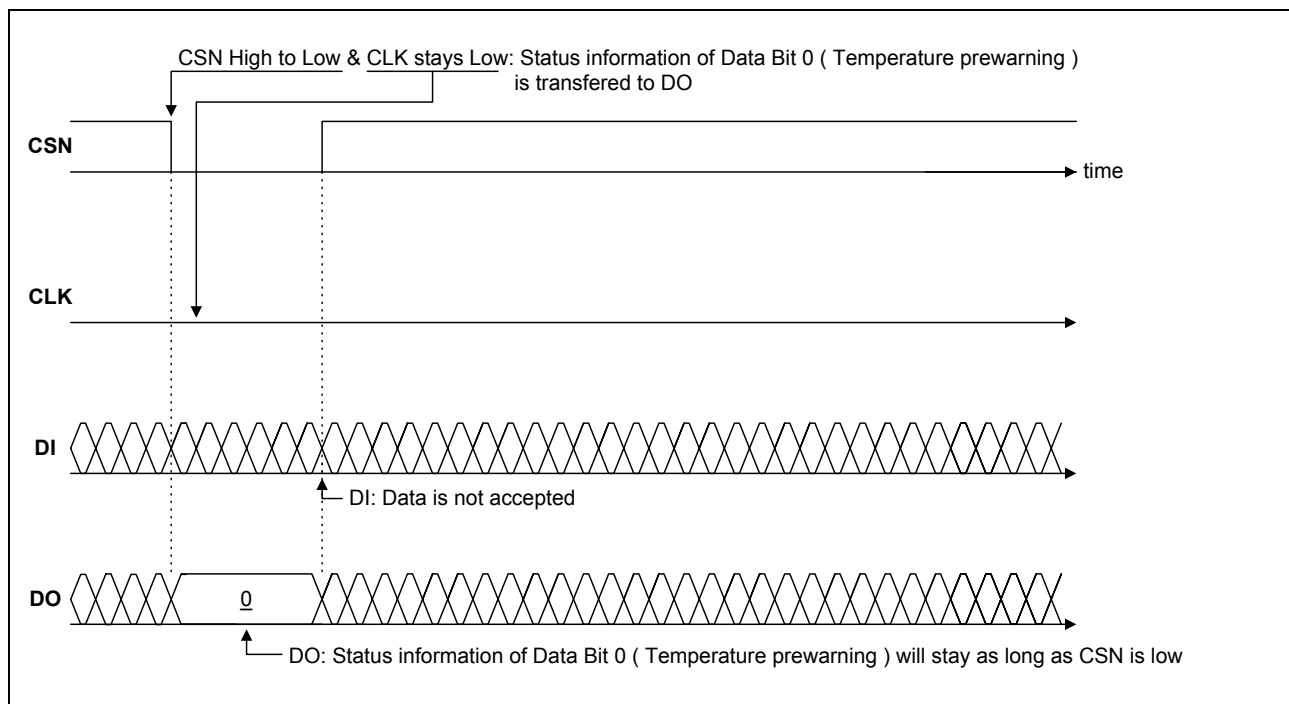 CSN High to Low & CLK stays Low: Status information of Data Bit 0 ( Temperature prewarning )
is transfered to DO
CSN
time
CLK
DI
DI: Data is not accepted
DO
0
DO: Status information of Data Bit 0 ( Temperature prewarning ) will stay as long as CSN is low